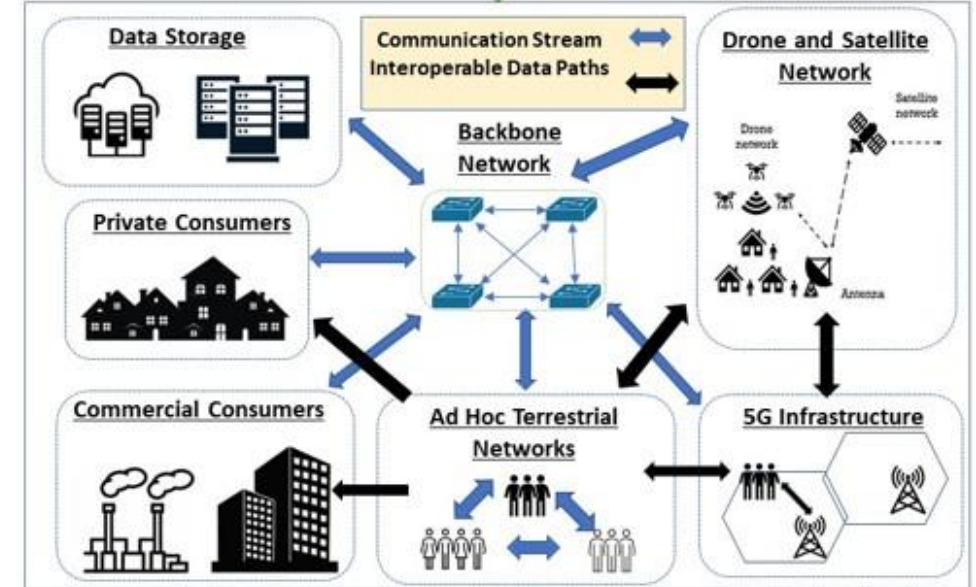 Data Storage
Communication Stream
Interoperable Data Paths
Drone and Satellite
Network
Satellite
network
Drone
network
Antenna
Backbone
Network
Private Consumers
Commercial Consumers
Ad Hoc Terrestrial
Networks
5G Infrastructure